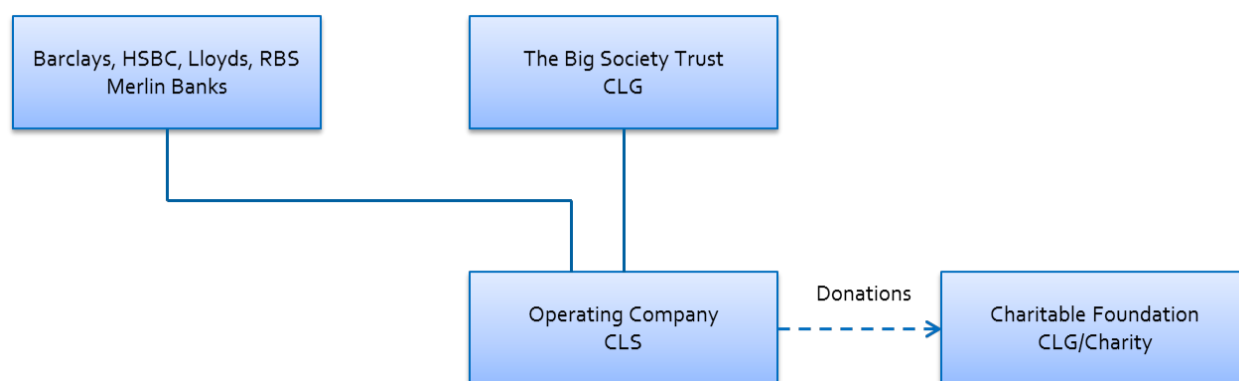 Barclays, HSBC, Lloyds, RBS
Merlin Banks
The Big Society Trust
CLG
Operating Company
CLS
Donations
Charitable Foundation
CLG/Charity